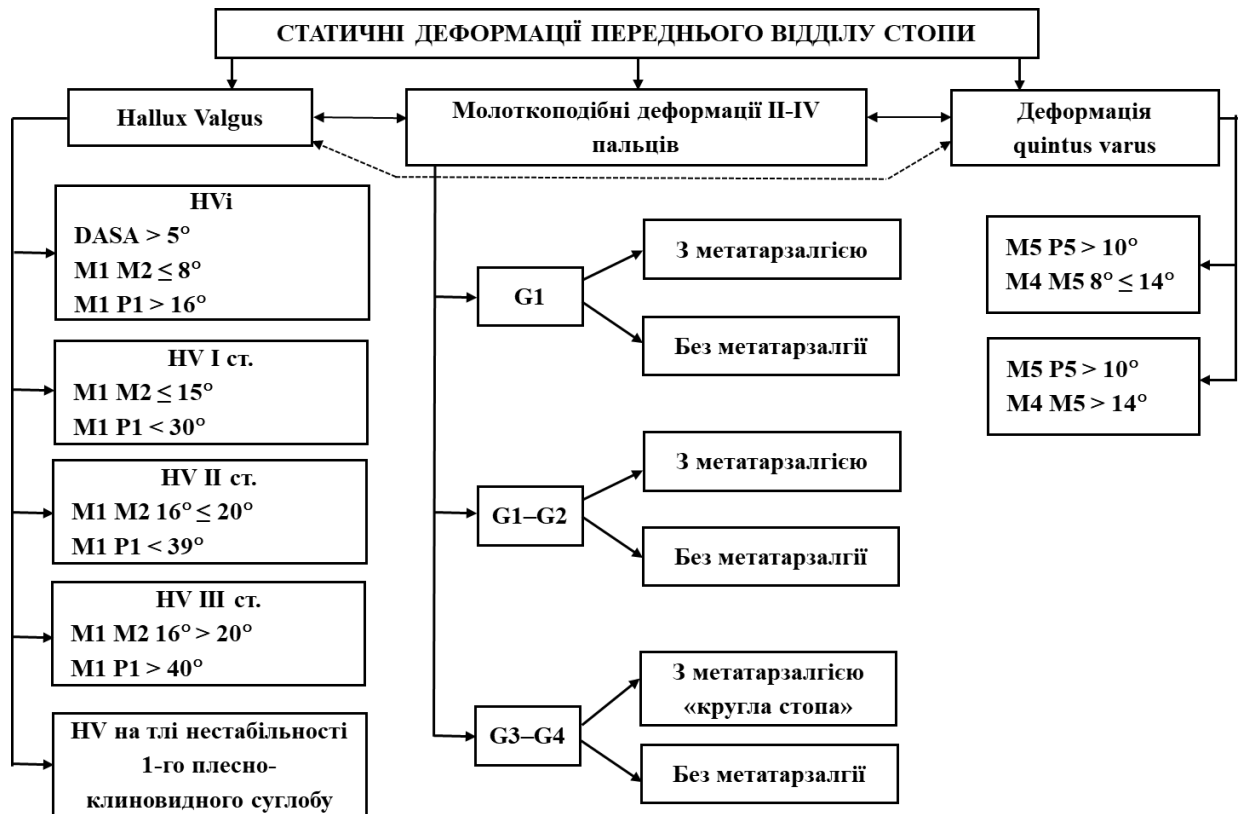 СТАТИЧНІ ДЕФОРМАЦІЇ ПЕРЕДНЬОГО ВІДДІЛУ СТОПИ
Hallux Valgus
Молоткоподібні деформації II-IV
пальців
Деформація
quintus varus
HVi
DASA > 5°
M1 M2 ≤ 8°
M1 P1 > 16°
HV I ст.
M1 M2 ≤ 15°
M1 P1 < 30°
HV II ст.
M1 M2 16° ≤ 20°
M1 P1 < 39°
HV III ст.
M1 M2 16° > 20°
M1 P1 > 40°
HV на тлі нестабільності
1-го плесно-
клиновидного суглобу
G1
З метатарзалгією
Без метатарзалгії
G1–G2
З метатарзалгією
Без метатарзалгії
G3–G4
З метатарзалгією
«кругла стопа»
Без метатарзалгії
M5 P5 > 10°
M4 M5 8° ≤ 14°
M5 P5 > 10°
M4 M5 > 14°